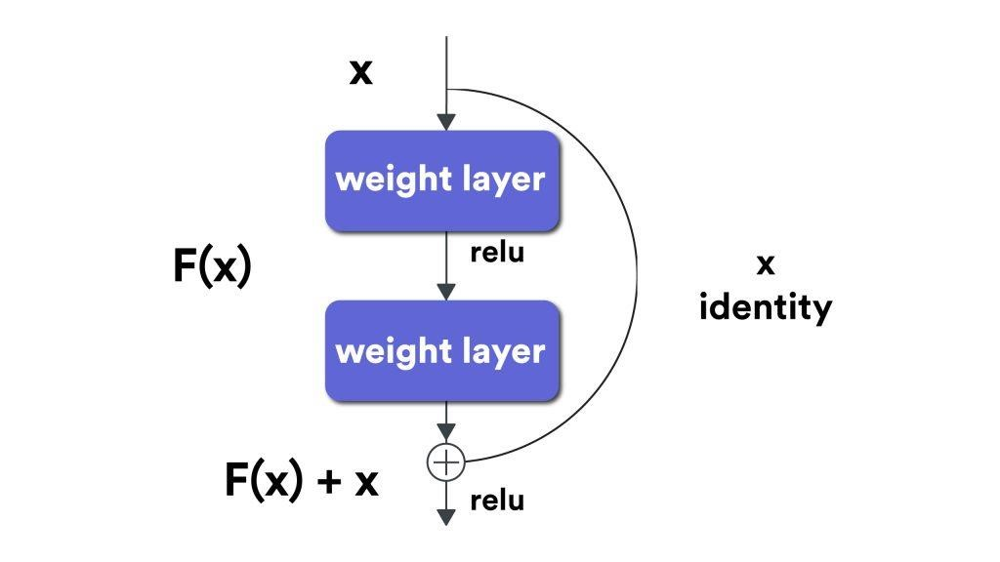 x
weight layer
relu
F(x)
x
identity
weight layer
F(x) + x
relu